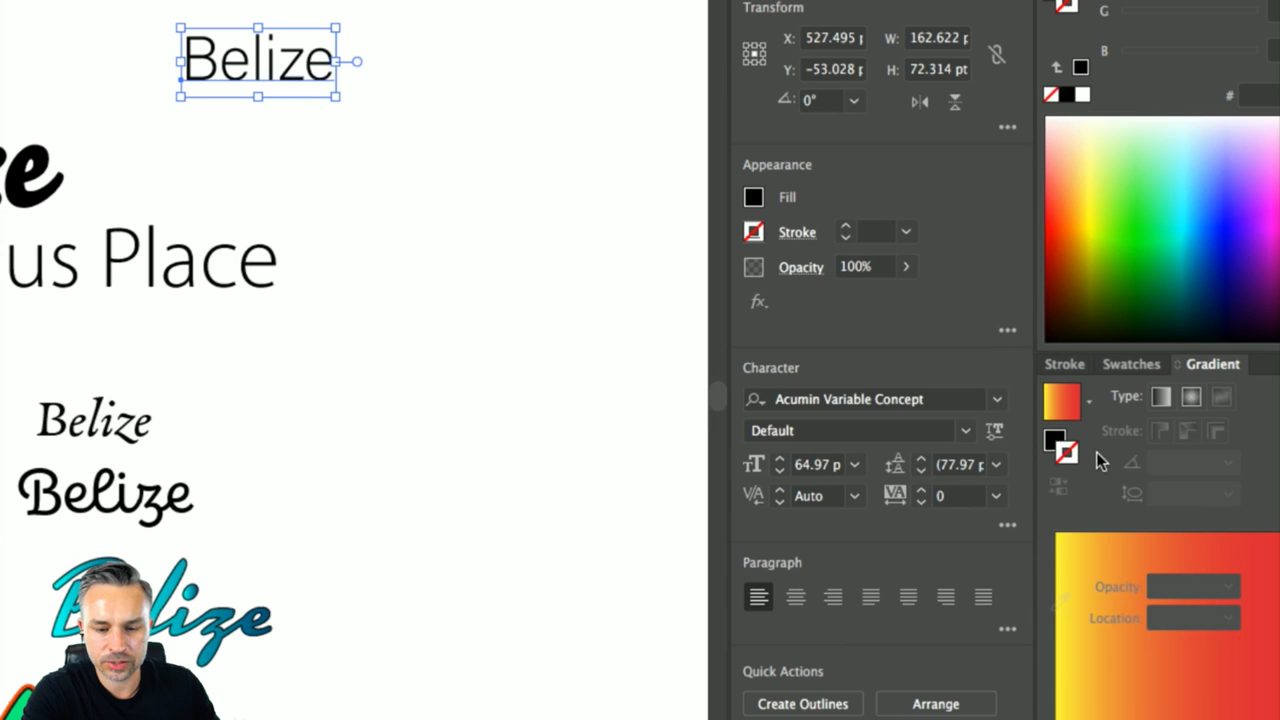 Belize
ze
us Place
Belize
Belize
Belize
Transform
X: 527.495 p W: 162.622 p
Y: −53.028 p H: 72.314 pt
0°
Appearance
Fill
Stroke
Opacity 100%
fx.
Character
Acumin Variable Concept
Default
64.97 p (77.97 p
Auto 0
Paragraph
Quick Actions
Create Outlines Arrange
G
B
#
Stroke Swatches Gradient
Type:
Stroke:
Opacity:
Location: